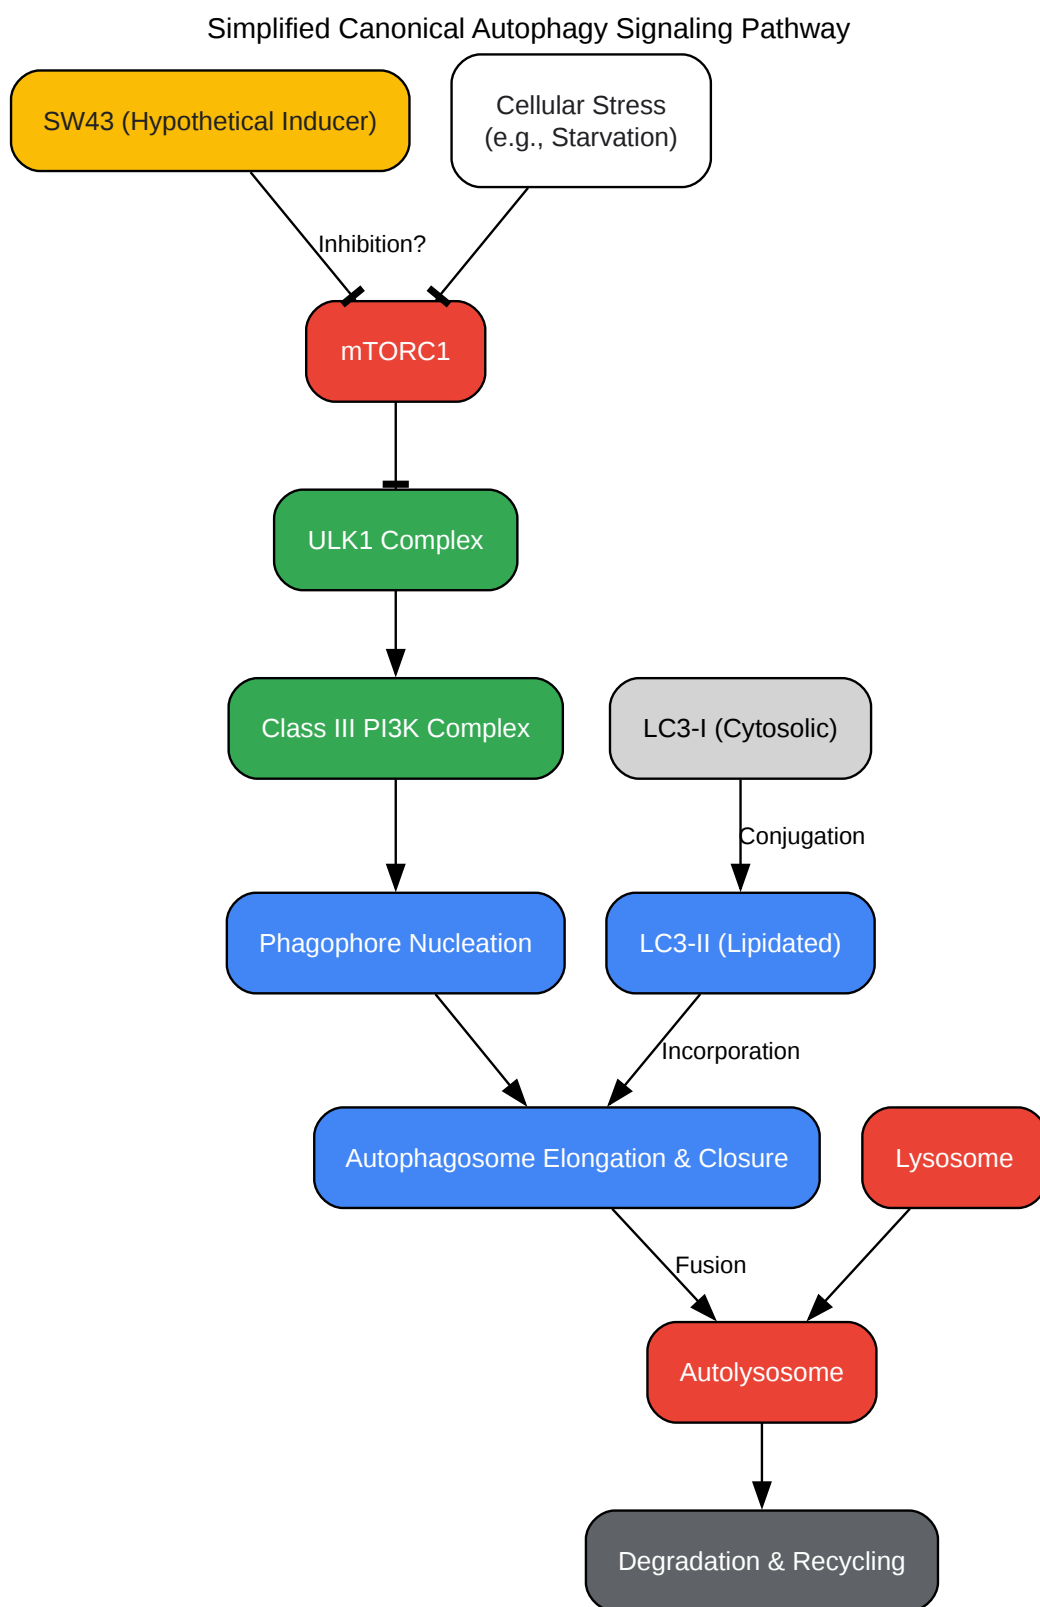 Simplified Canonical Autophagy Signaling Pathway
SW43 (Hypothetical Inducer)
Cellular Stress
(e.g., Starvation)
Inhibition?
mTORC1
ULK1 Complex
Class III PI3K Complex
LC3-I (Cytosolic)
Conjugation
Phagophore Nucleation
LC3-II (Lipidated)
Incorporation
Autophagosome Elongation & Closure
Lysosome
Fusion
Autolysosome
Degradation & Recycling